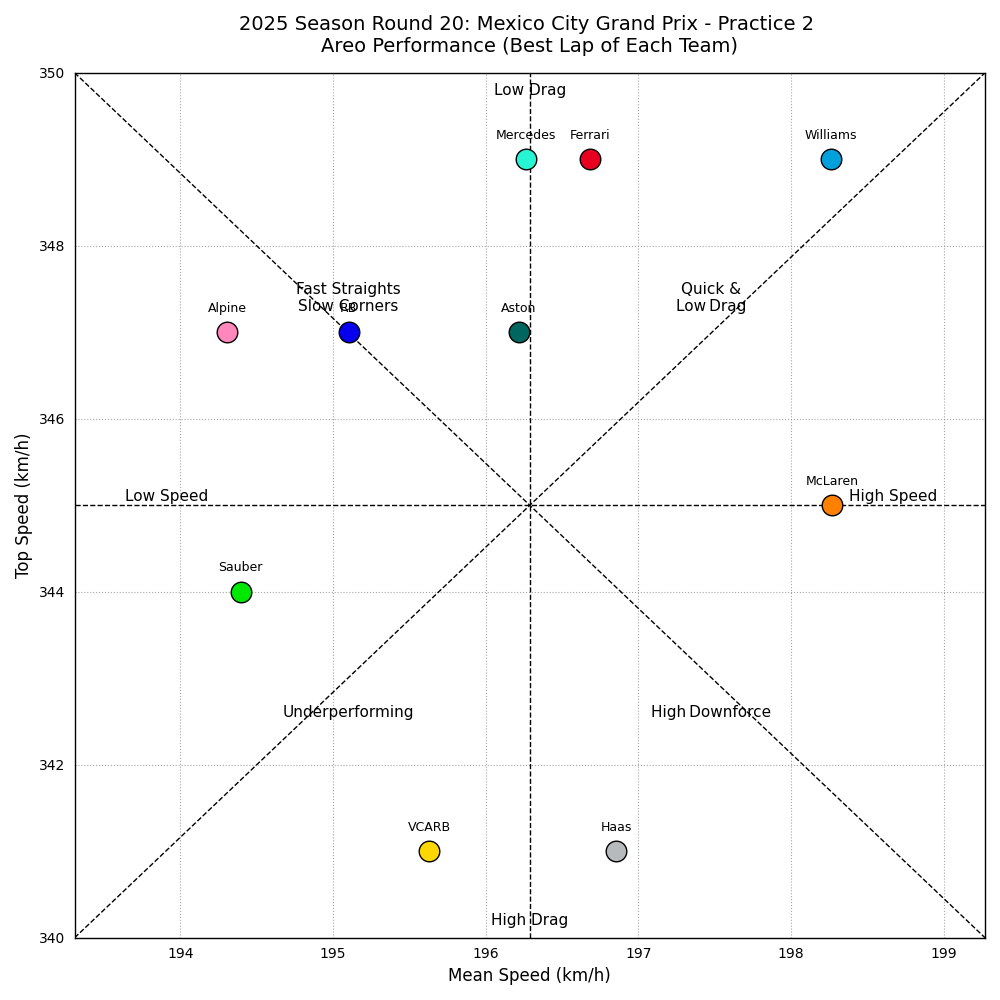 2025 Season Round 20: Mexico City Grand Prix - Practice 2
Areo Performance (Best Lap of Each Team)
350
Low Drag
Mercedes
Ferrari
Williams
348
Fast Straights
Slow Corners
Quick &
Low Drag
Alpine
Aston
346
Low Speed
McLaren
High Speed
Top Speed (km/h)
Sauber
344
Underperforming
High Downforce
342
VCARB
Haas
High Drag
340
194
195
196
197
198
199
Mean Speed (km/h)